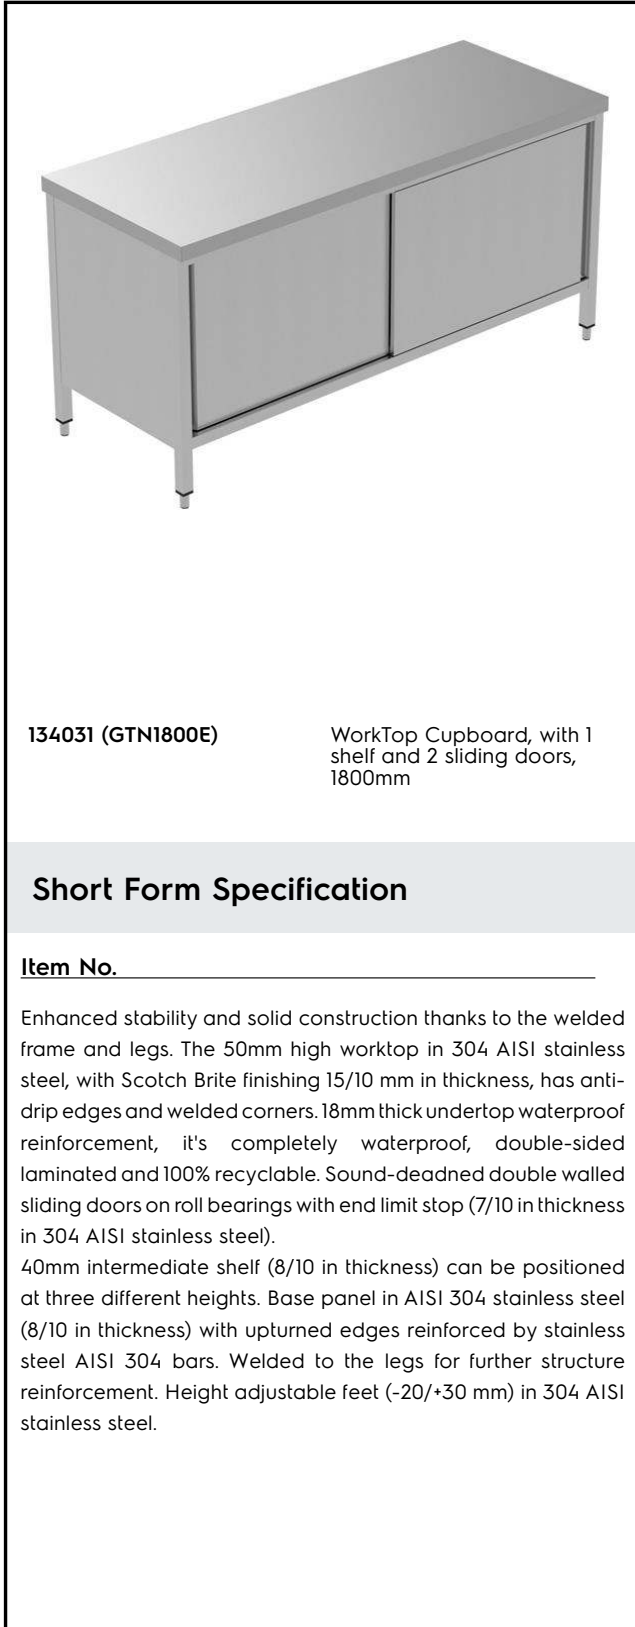 134031 (GTN1800E)
WorkTop Cupboard, with 1
shelf and 2 sliding doors,
1800mm
Short Form Specification
Item No.
Enhanced stability and solid construction thanks to the welded
frame and legs. The 50mm high worktop in 304 AISI stainless
steel, with Scotch Brite finishing 15/10 mm in thickness, has anti-
drip edges and welded corners. 18mm thick undertop waterproof
reinforcement, it's completely waterproof, double-sided
laminated and 100% recyclable. Sound-deadned double walled
sliding doors on roll bearings with end limit stop (7/10 in thickness
in 304 AISI stainless steel).
40mm intermediate shelf (8/10 in thickness) can be positioned
at three different heights. Base panel in AISI 304 stainless steel
(8/10 in thickness) with upturned edges reinforced by stainless
steel AISI 304 bars. Welded to the legs for further structure
reinforcement. Height adjustable feet (-20/+30 mm) in 304 AISI
stainless steel.